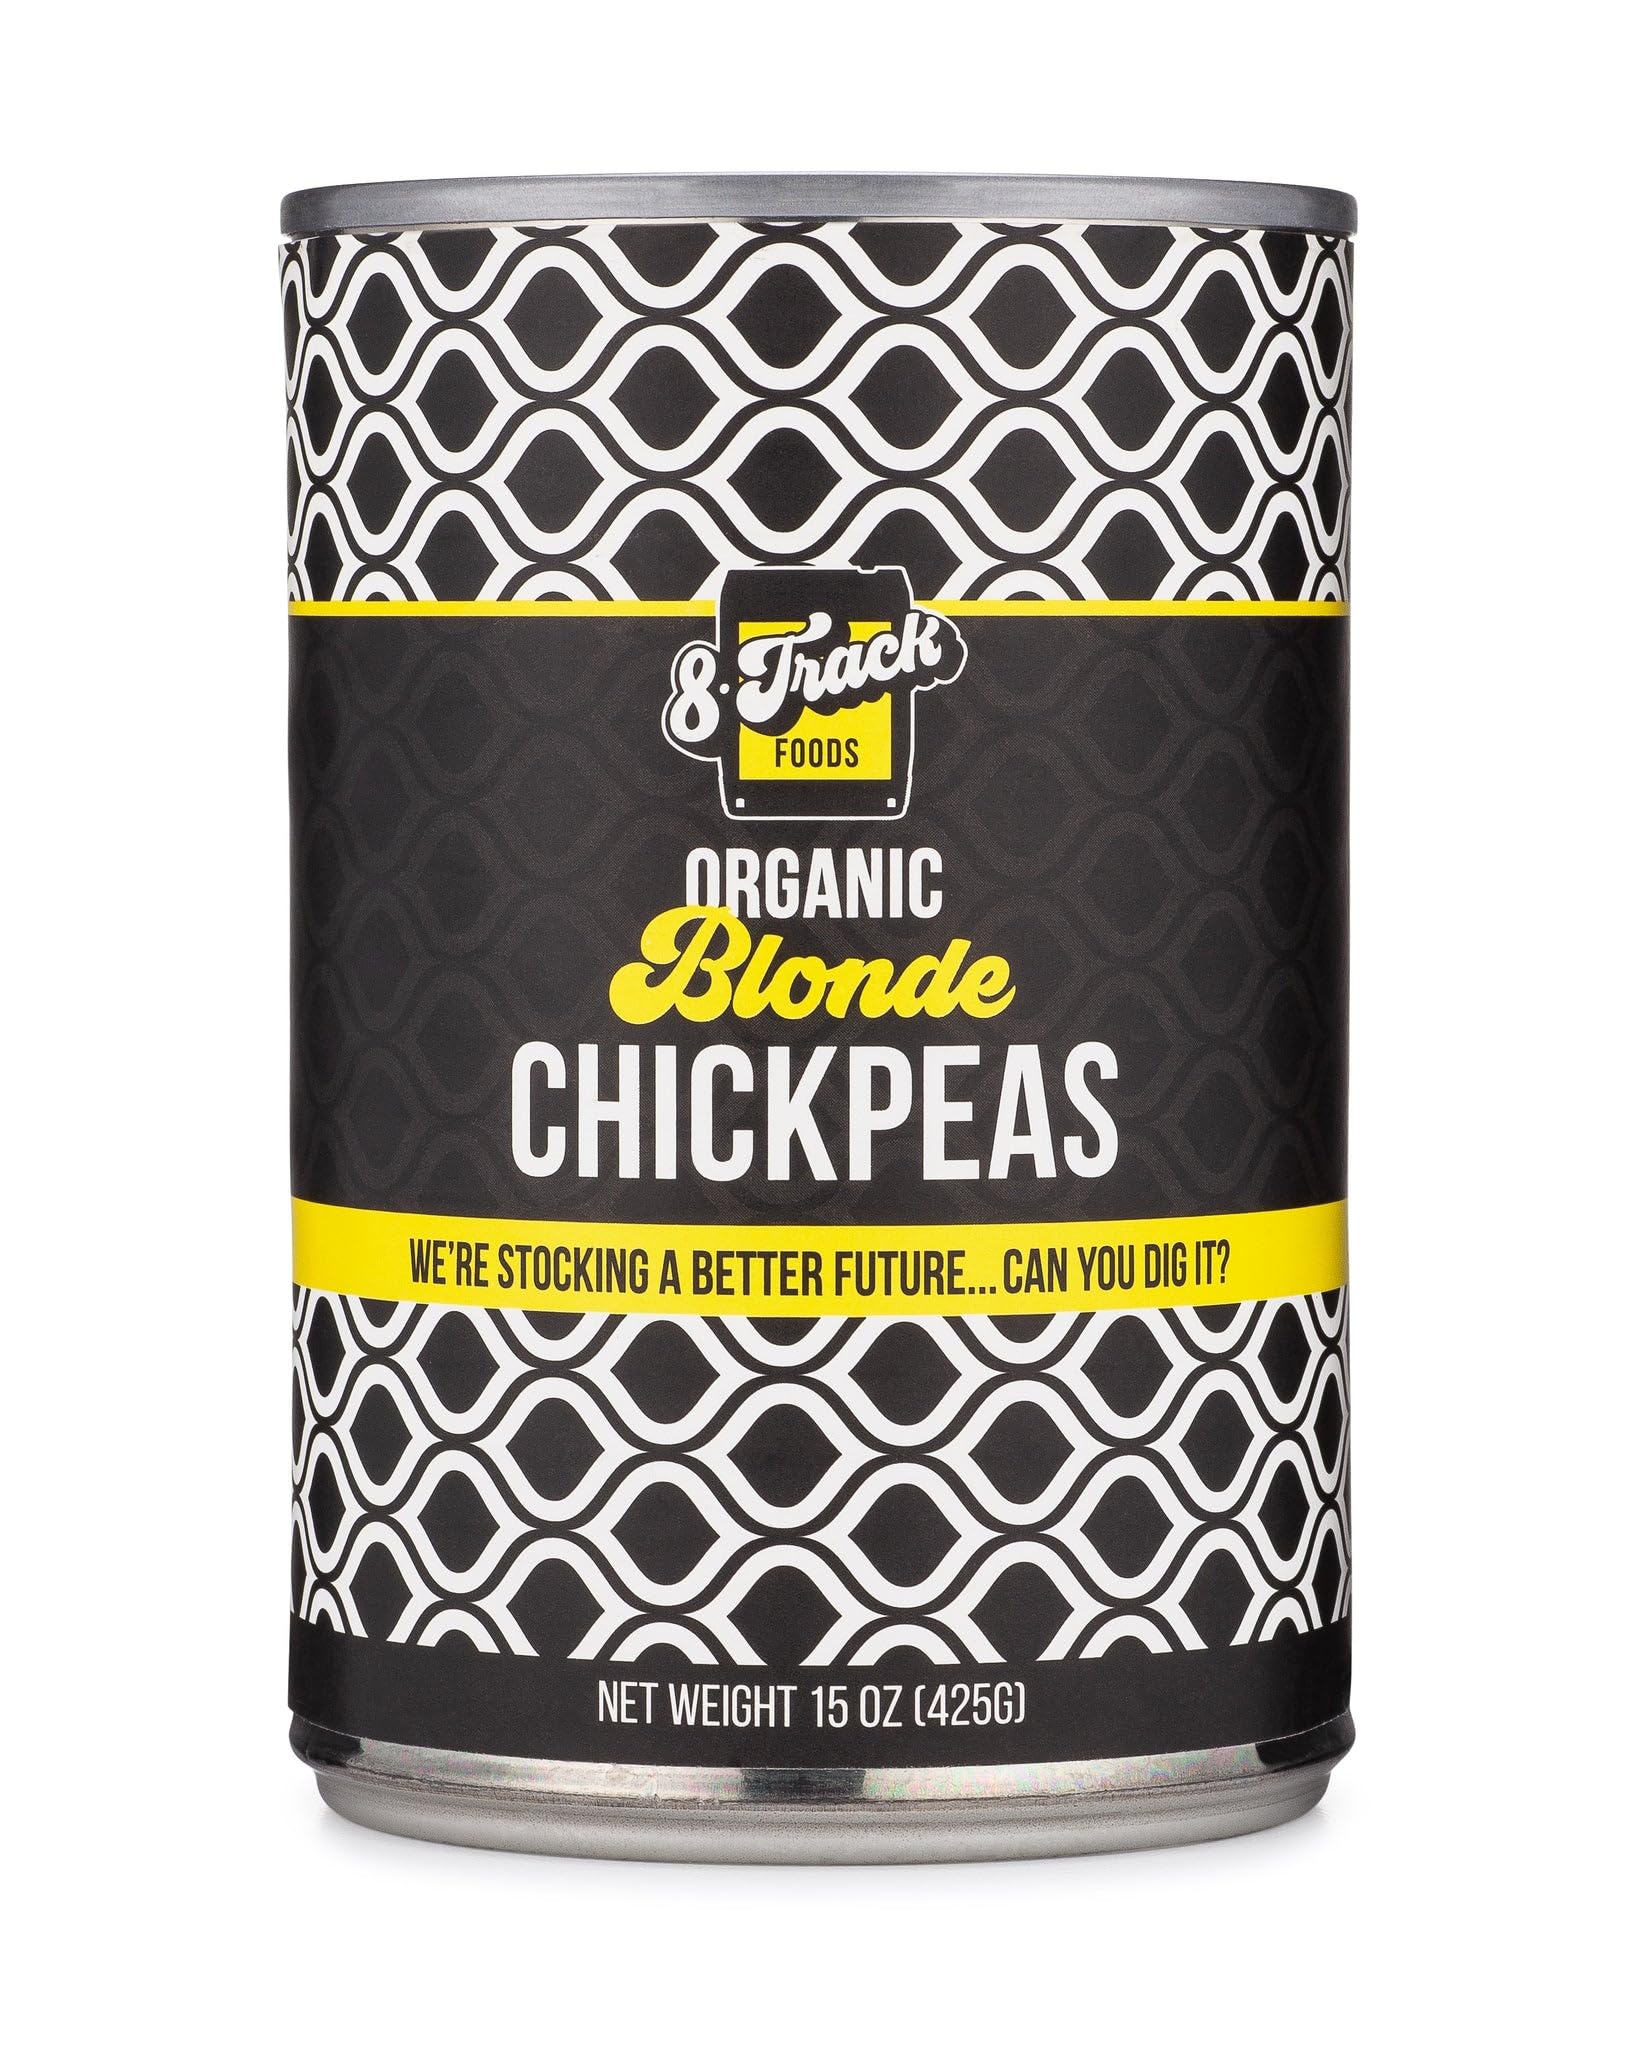 8·Track
FOODS
ORGANIC
Blonde
CHICKPEAS
WE'RE STOCKING A BETTER FUTURE...CAN YOU DIG IT?
NET WEIGHT 15 OZ (425G)